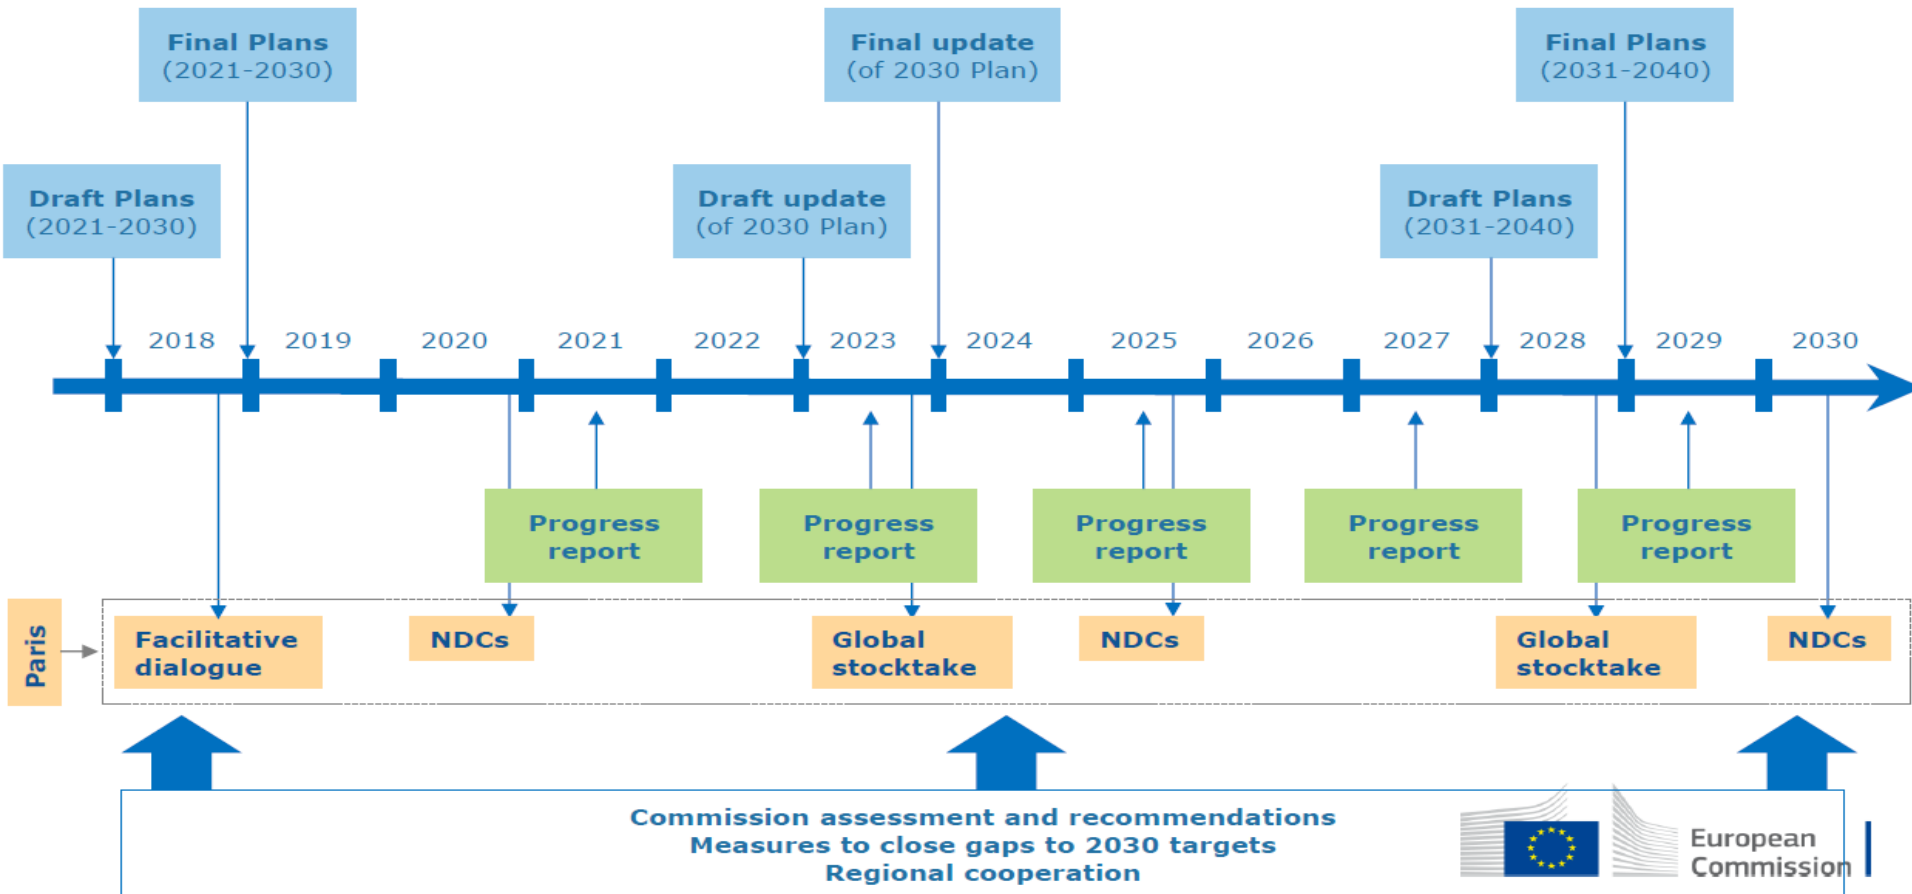 Final Plans
(2021-2030)
Final update
(of 2030 Plan)
Final Plans
(2031-2040)
Draft Plans
(2021-2030)
Draft update
(of 2030 Plan)
Draft Plans
(2031-2040)
2018
2019
2020
2021
2022
2023
2024
2025
2026
2027
2028
2029
2030
Progress
report
Progress
report
Progress
report
Progress
report
Progress
report
Paris
Facilitative
dialogue
NDCs
Global
stocktake
NDCs
Global
stocktake
NDCs
Commission assessment and recommendations
Measures to close gaps to 2030 targets
Regional cooperation
European
Commission